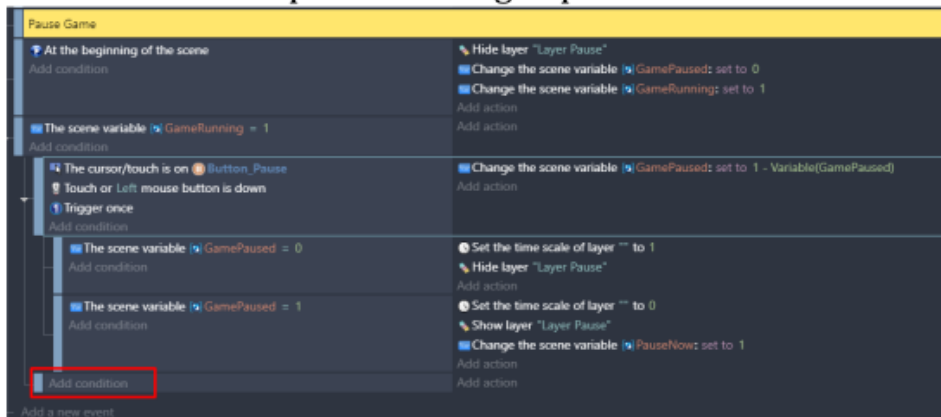 Pause Game
At the beginning of the scene
Hide layer "Layer Pause"
Add condition
Change the scene variable GamePaused: set to 0
Change the scene variable GameRunning: set to 1
Add action
The scene variable GameRunning = 1
Add action
Add condition
The cursor/touch is on Button_Pause
Change the scene variable GamePaused: set to 1 - Variable(GamePaused)
Touch or Left mouse button is down
Add action
Trigger once
Add condition
The scene variable GamePaused = 0
Set the time scale of layer "" to 1
Add condition
Hide layer "Layer Pause"
Add action
The scene variable GamePaused = 1
Set the time scale of layer "" to 0
Add condition
Show layer "Layer Pause"
Change the scene variable PauseNow: set to 1
Add action
Add condition
Add action
Add a new event